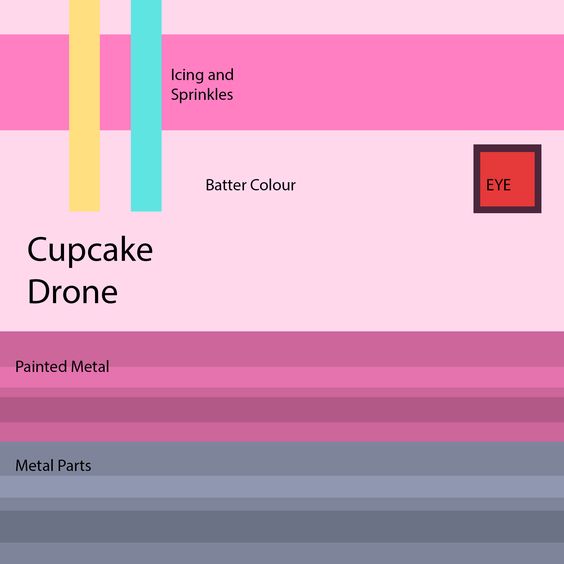 Icing and
Sprinkles
Batter Colour
EYE
Cupcake
Drone
Painted Metal
Metal Parts